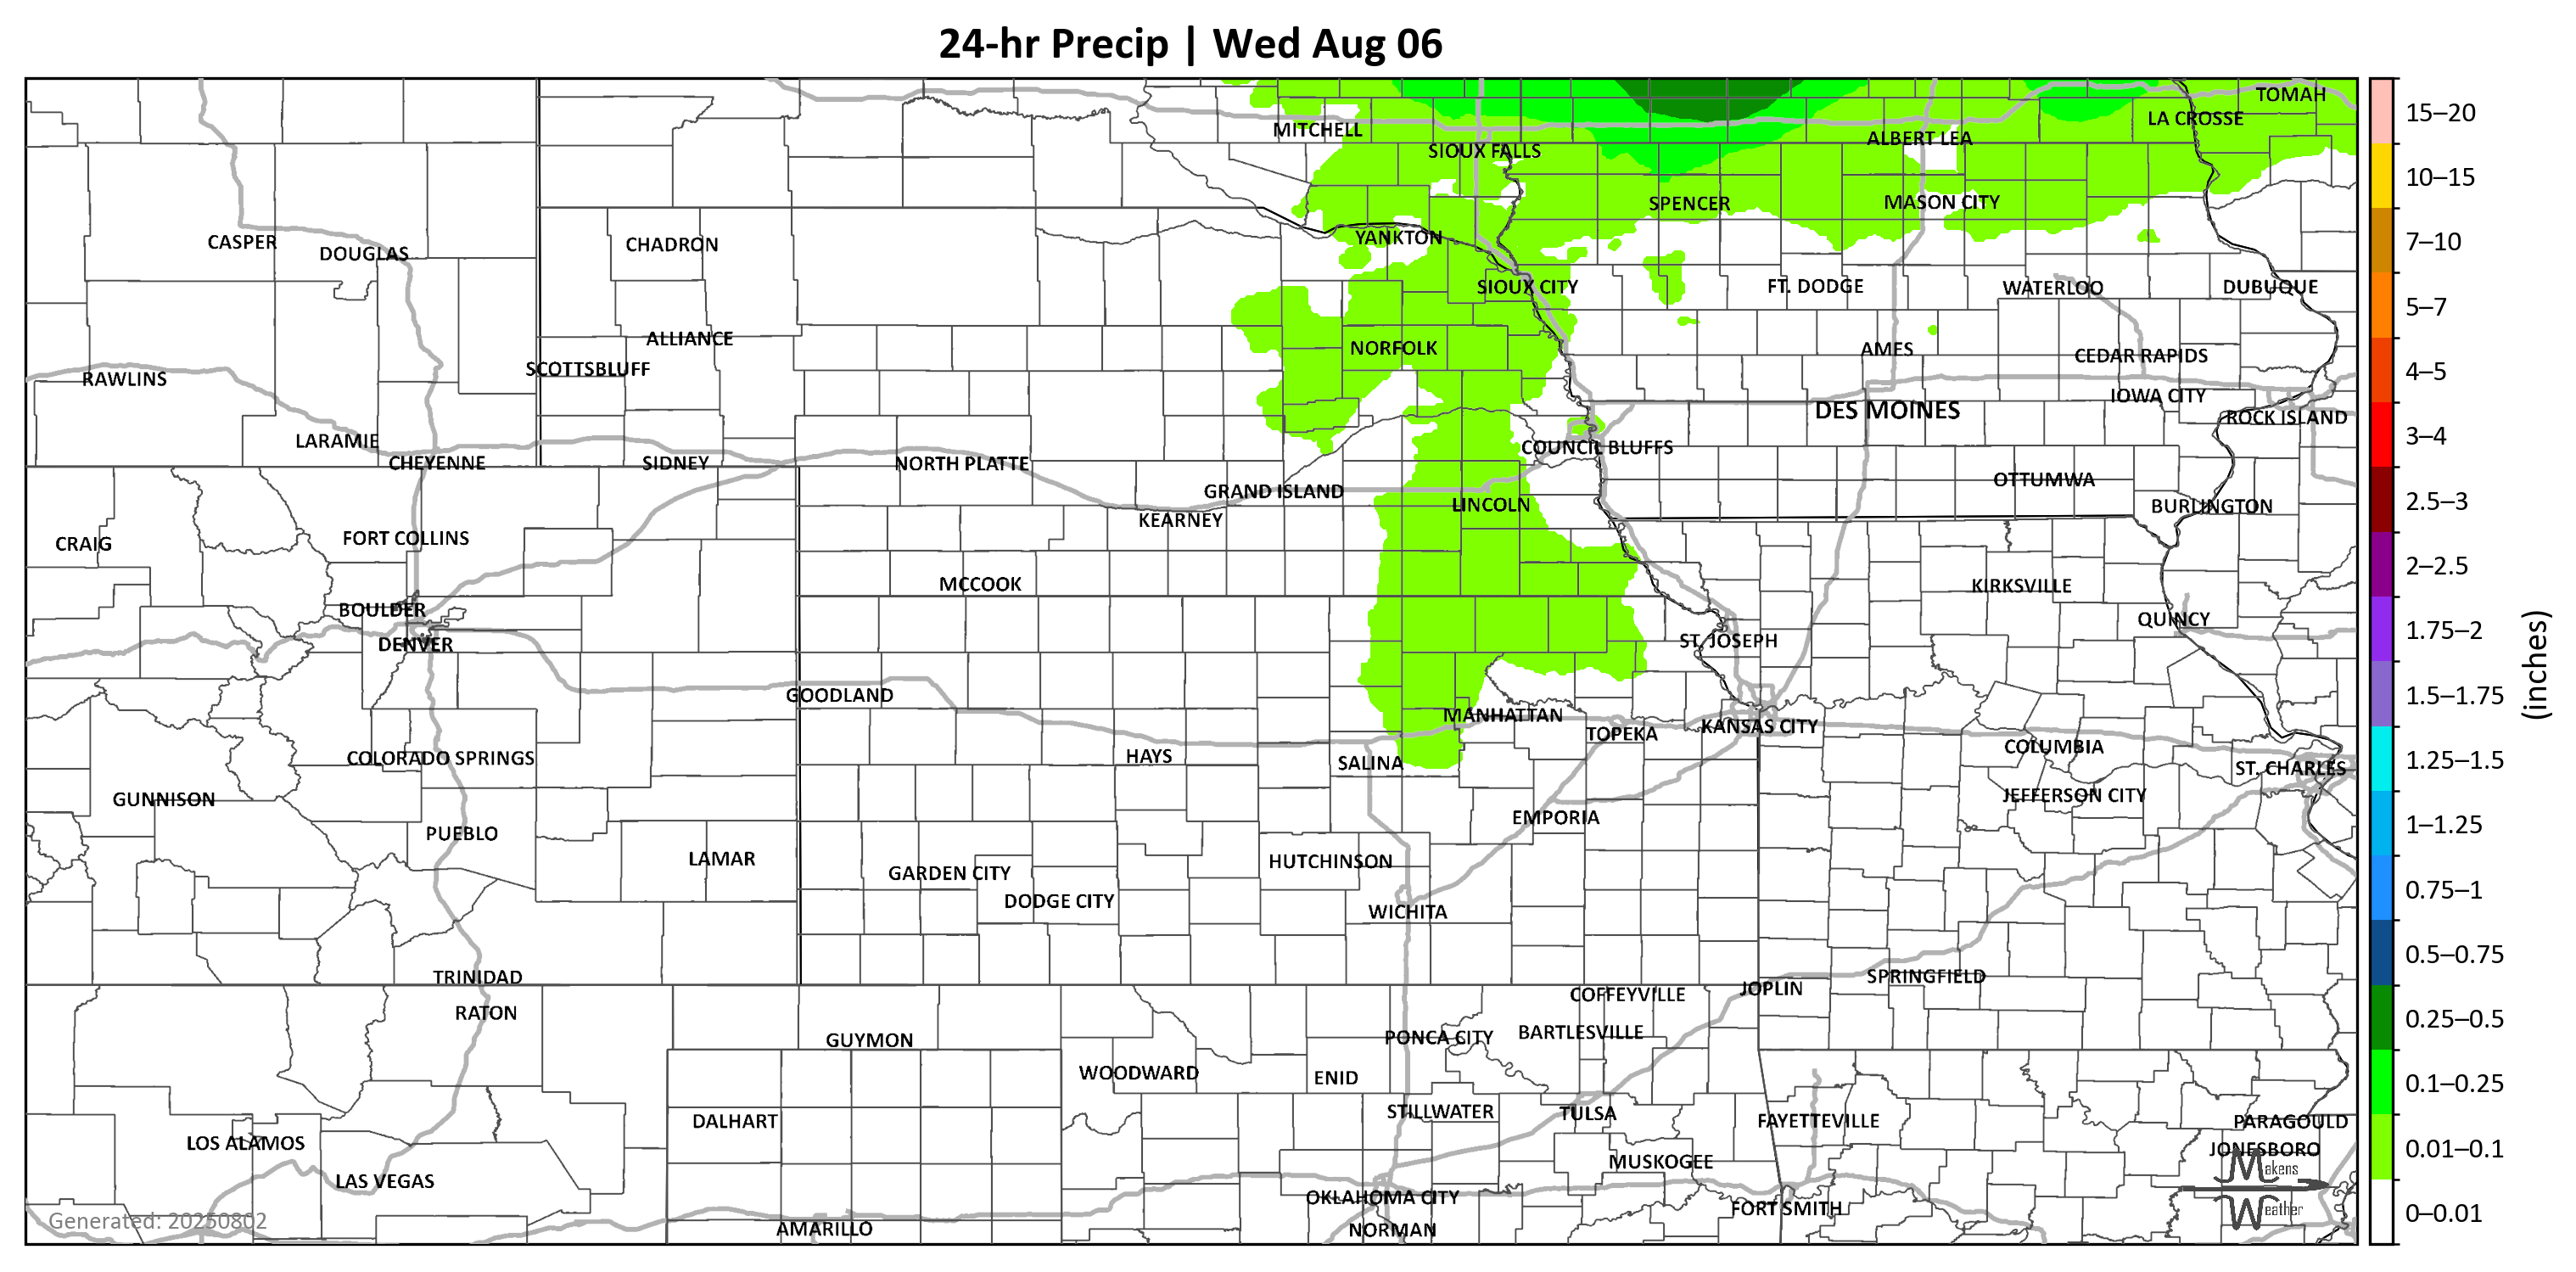 24-hr Precip | Wed Aug 06
TOMAH
15–20
LA CROSSE
MITCHELL
ALBERT LEA
SIOUX FALLS
10–15
SPENCER
MASON CITY
YANKTON
CASPER
CHADRON
7–10
DOUGLAS
SIOUX CITY
FT. DODGE
WATERLOO
DUBUQUE
5–7
ALLIANCE
NORFOLK
AMES
CEDAR RAPIDS
SCOTTSBLUFF
4–5
RAWLINS
IOWA CITY
DES MOINES
ROCK ISLAND
LARAMIE
3–4
COUNCIL BLUFFS
CHEYENNE
SIDNEY
NORTH PLATTE
OTTUMWA
GRAND ISLAND
2.5–3
LINCOLN
BURLINGTON
KEARNEY
FORT COLLINS
CRAIG
2–2.5
MCCOOK
KIRKSVILLE
BOULDER
QUINCY
1.75–2
DENVER
ST. JOSEPH
(inches)
GOODLAND
1.5–1.75
MANHATTAN
KANSAS CITY
TOPEKA
COLUMBIA
HAYS
COLORADO SPRINGS
1.25–1.5
SALINA
ST. CHARLES
GUNNISON
JEFFERSON CITY
EMPORIA
1–1.25
PUEBLO
LAMAR
HUTCHINSON
GARDEN CITY
0.75–1
DODGE CITY
WICHITA
0.5–0.75
TRINIDAD
SPRINGFIELD
JOPLIN
COFFEYVILLE
RATON
0.25–0.5
BARTLESVILLE
PONCA CITY
GUYMON
WOODWARD
ENID
0.1–0.25
STILLWATER
TULSA
DALHART
FAYETTEVILLE
PARAGOULD
LOS ALAMOS
JONESBORO
0.01–0.1
MUSKOGEE
Makens
LAS VEGAS
OKLAHOMA CITY
FORT SMITH
Weather
0–0.01
Generated: 20250802
AMARILLO
NORMAN